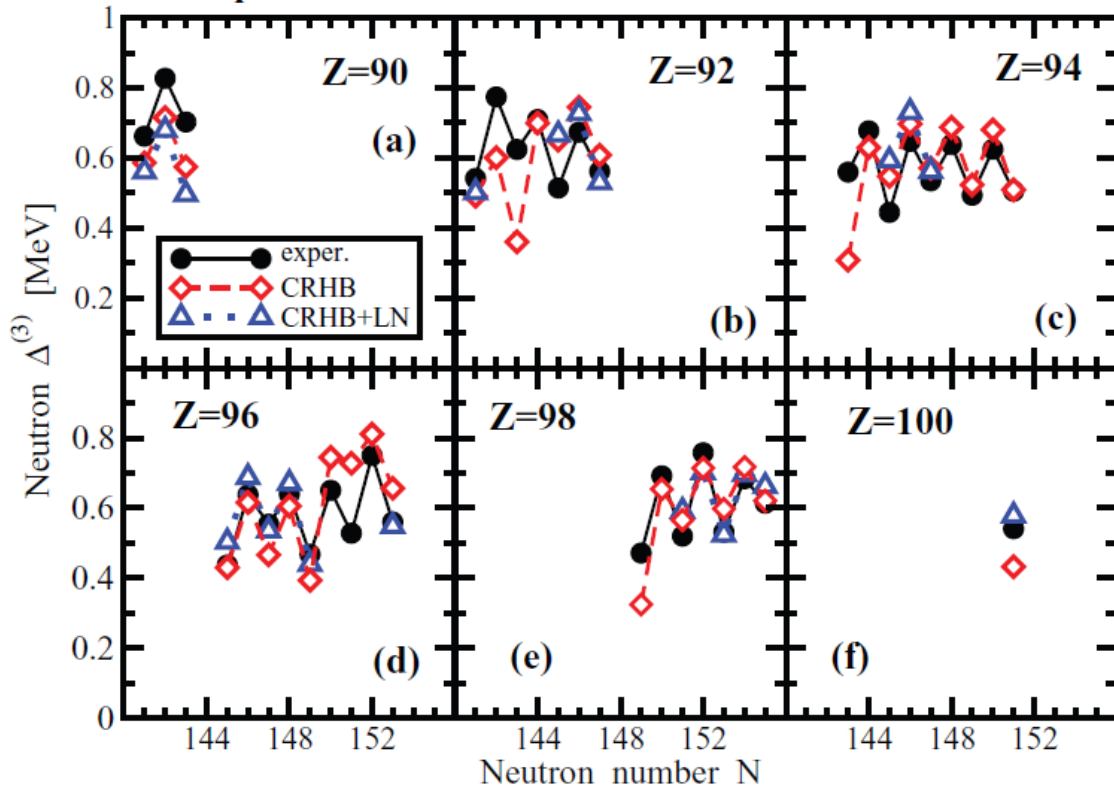 1
Z=90
Z=92
Z=94
0.8
(a)
0.6
0.4
exper.
CRHB
CRHB+LN
0.2
(b)
(c)
Neutron Δ(3) [MeV]
Z=96
Z=98
Z=100
0.8
0.6
0.4
0.2
(d)
(e)
(f)
0
144 148 152
144 148 152
144 148 152
Neutron number N